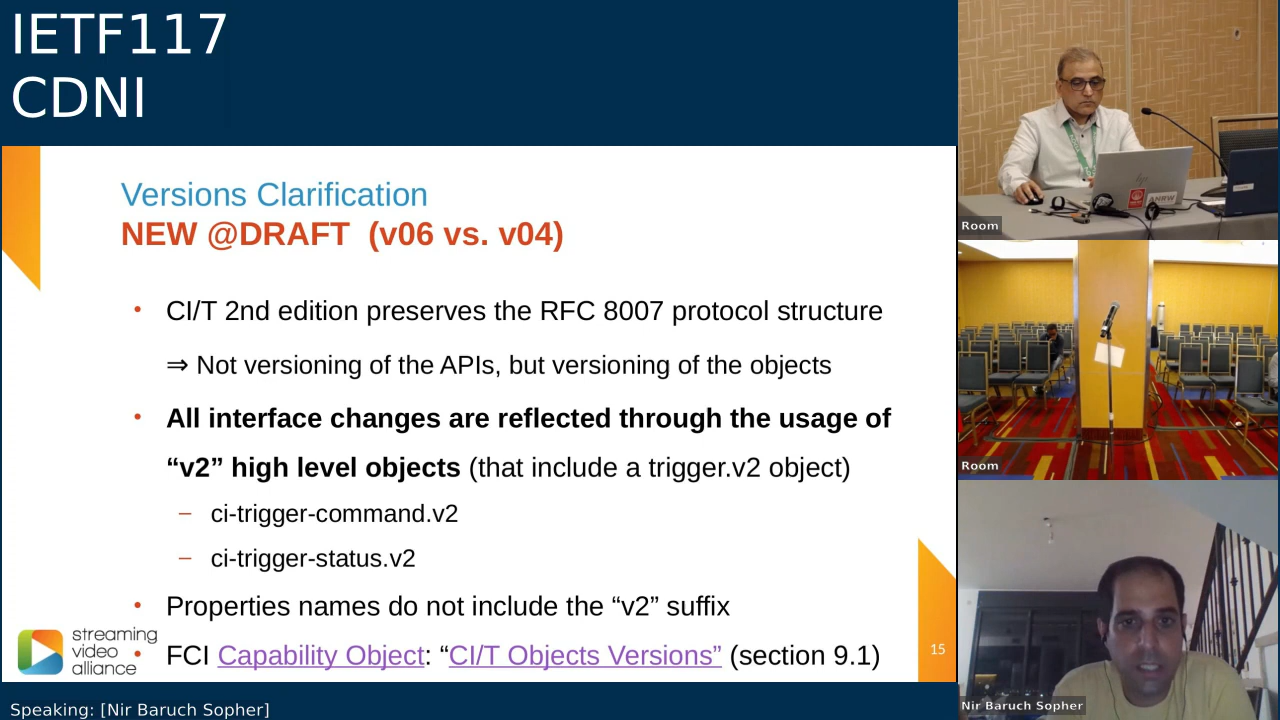 IETF117
CDNI
Versions Clarification
NEW @DRAFT (v06 vs. v04)
• CI/T 2nd edition preserves the RFC 8007 protocol structure
⇒ Not versioning of the APIs, but versioning of the objects
• All interface changes are reflected through the usage of
“v2” high level objects (that include a trigger.v2 object)
– ci-trigger-command.v2
– ci-trigger-status.v2
• Properties names do not include the “v2” suffix
• FCI Capability Object: “CI/T Objects Versions” (section 9.1)
streaming
video
alliance
15
Speaking: [Nir Baruch Sopher]
Room
Room
Nir Baruch Sopher